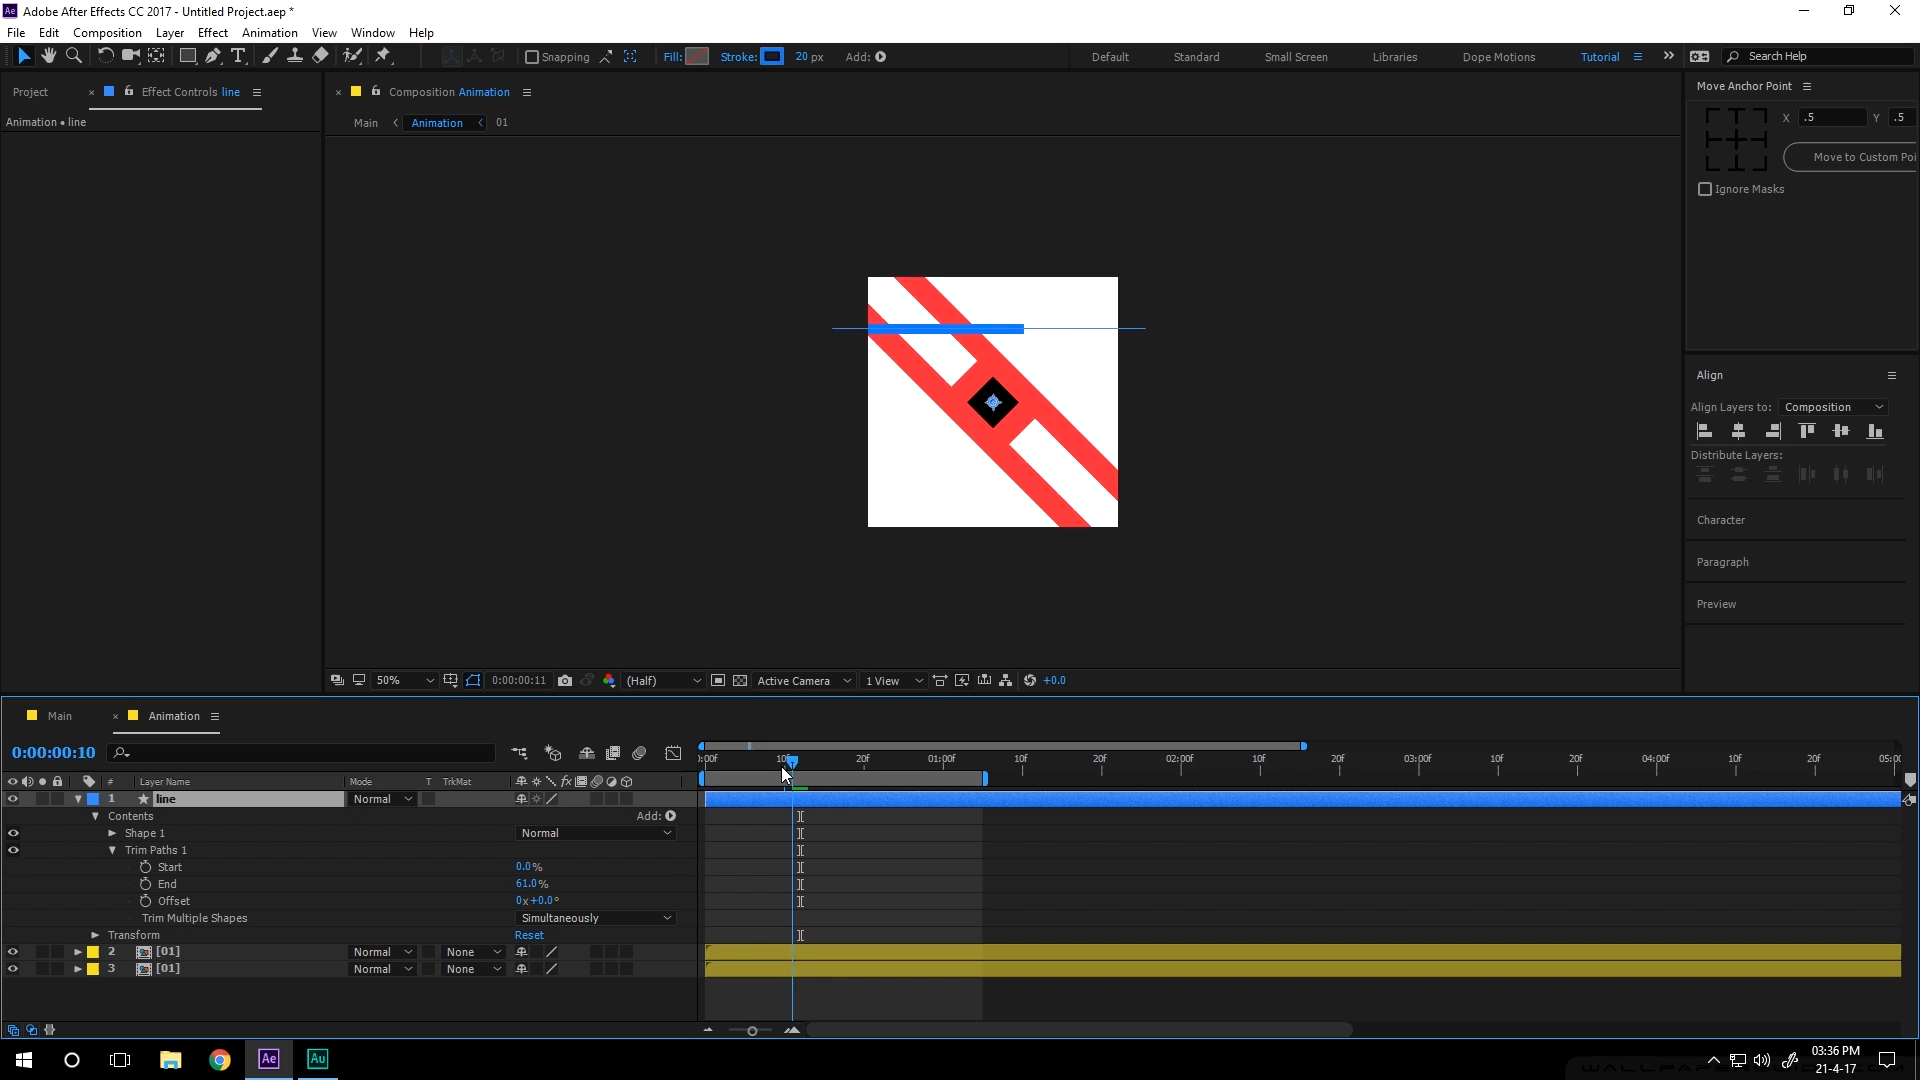 Ae Adobe After Effects CC 2017 - Untitled Project.aep *
File Edit Composition Layer Effect Animation View Window Help
T Snapping Fill: Stroke: 20 px Add: Default Standard Small Screen Libraries Dope Motions Tutorial Search Help
Project × Effect Controls line × Composition Animation Move Anchor Point
Animation • line
Main Animation 01
X .5 Y .5
Move to Custom Poi
Ignore Masks
Align
Align Layers to: Composition
Distribute Layers:
Character
Paragraph
Preview
50% 0:00:00:11 (Half) Active Camera 1 View +0.0
Main × Animation
0:00:00:10
):00f 10f 20f 01:00f 10f 20f 02:00f 10f 20f 03:00f 10f 20f 04:00f 10f 20f 05:0(
# Layer Name Mode T TrkMat fx
1 line Normal
Contents Add:
Shape 1 Normal
Trim Paths 1
Start 0.0%
End 61.0%
Offset 0x+0.0°
Trim Multiple Shapes Simultaneously
Transform Reset
2 [01] Normal None
3 [01] Normal None
Ae Au
03:36 PM
21-4-17